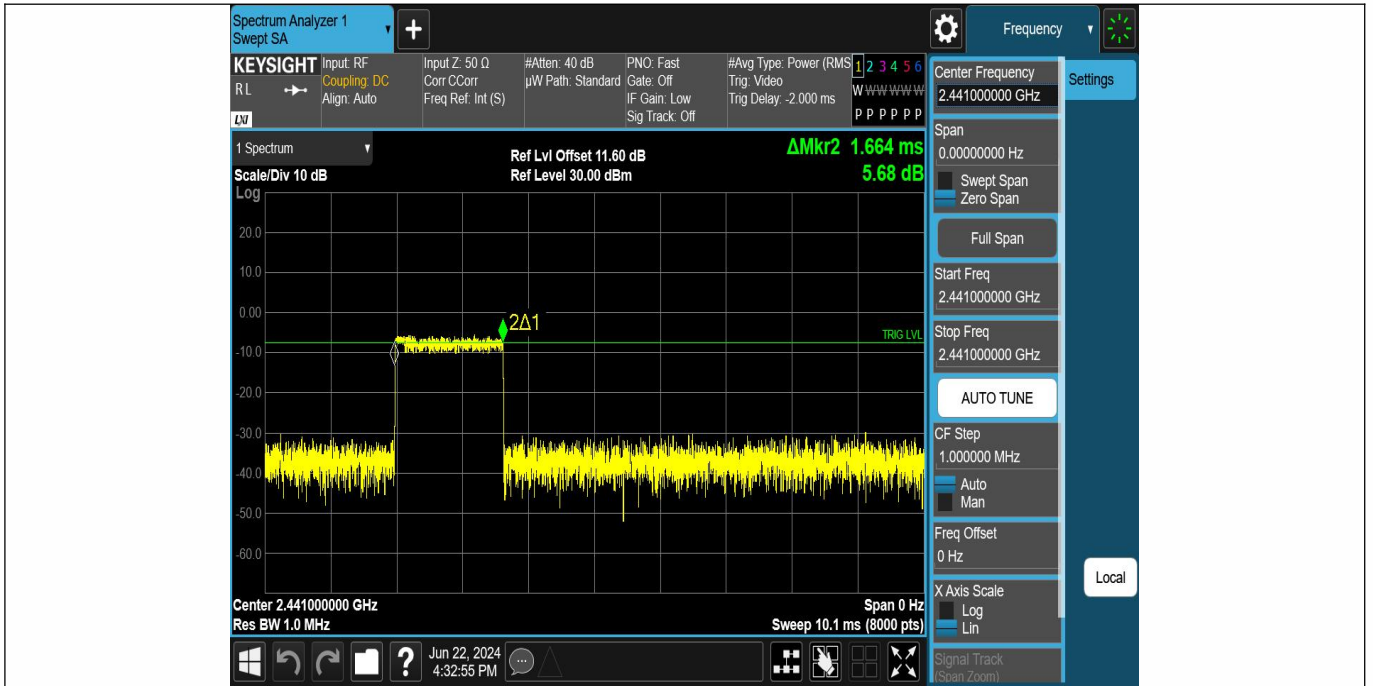 Spectrum Analyzer 1
Swept SA
+
Frequency
KEYSIGHT
RL
LXI
Input: RF
Coupling: DC
Align: Auto
Input Z: 50 Ω
Corr CCorr
Freq Ref: Int (S)
#Atten: 40 dB
µW Path: Standard
PNO: Fast
Gate: Off
IF Gain: Low
Sig Track: Off
#Avg Type: Power (RMS
Trig: Video
Trig Delay: -2.000 ms
1 2 3 4 5 6
W W W W W W
P P P P P P
1 Spectrum
Scale/Div 10 dB
Ref Lvl Offset 11.60 dB
Ref Level 30.00 dBm
ΔMkr2 1.664 ms
5.68 dB
Log
20.0
10.0
0.00
-10.0
-20.0
-30.0
-40.0
-50.0
-60.0
2Δ1
TRIG LVL
Center 2.441000000 GHz
Res BW 1.0 MHz
Span 0 Hz
Sweep 10.1 ms (8000 pts)
Center Frequency
2.441000000 GHz
Settings
Span
0.00000000 Hz
Swept Span
Zero Span
Full Span
Start Freq
2.441000000 GHz
Stop Freq
2.441000000 GHz
AUTO TUNE
CF Step
1.000000 MHz
Auto
Man
Freq Offset
0 Hz
X Axis Scale
Log
Lin
Signal Track
(Span Zoom)
Local
?
Jun 22, 2024
4:32:55 PM